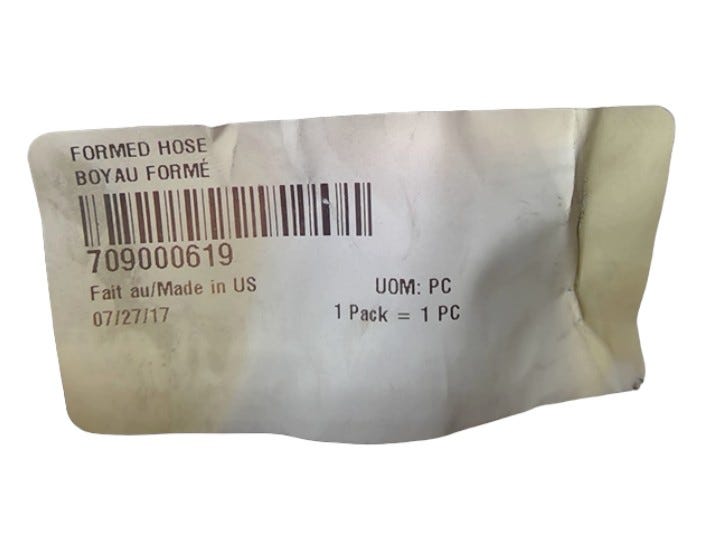 FORMED HOSE
BOYAU FORMÉ
709000619
Fait au/Made in US
UOM: PC
07/27/17
1 Pack = 1 PC